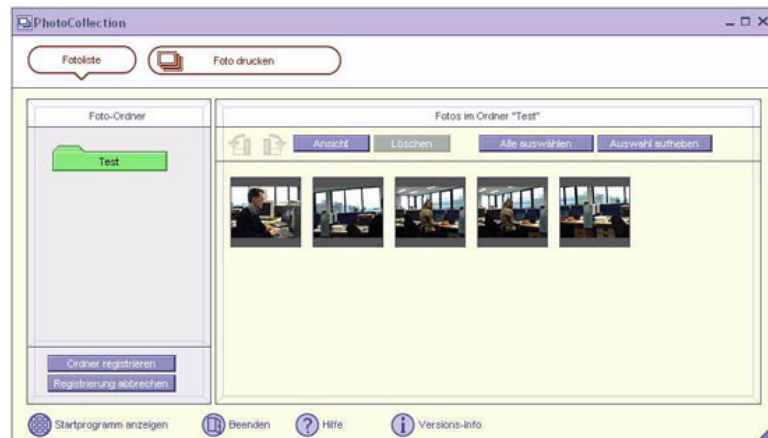 PhotoCollection
Fotoliste
Foto drucken
Foto-Ordner
Fotos im Ordner "Test"
Ansicht
Löschen
Alle auswählen
Auswahl aufheben
Test
Ordner registrieren
Registrierung abbrechen
Startprogramm anzeigen
Beenden
? Hilfe
i Versions-Info